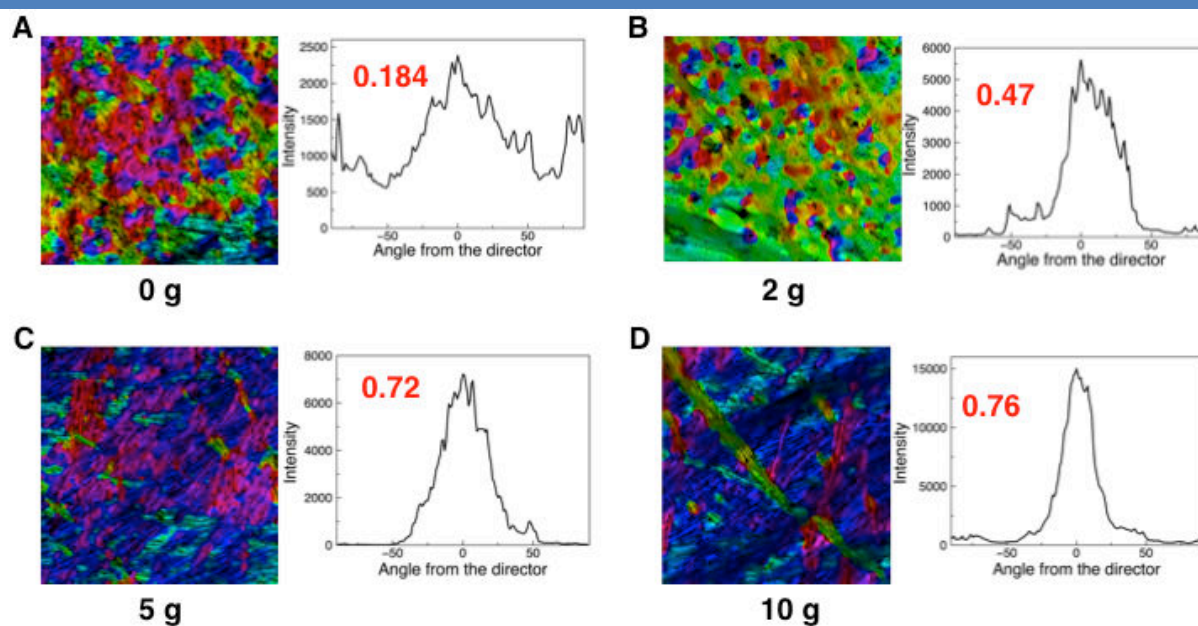 A
2500
2000
1500
1000
500
0
Intensity
0.184
−50
0
50
Angle from the director
0 g
B
6000
5000
4000
3000
2000
1000
0
Intensity
0.47
−50
0
50
Angle from the director
2 g
C
8000
6000
4000
2000
0
Intensity
0.72
−50
0
50
Angle from the director
5 g
D
15000
10000
5000
0
Intensity
0.76
−50
0
50
Angle from the director
10 g